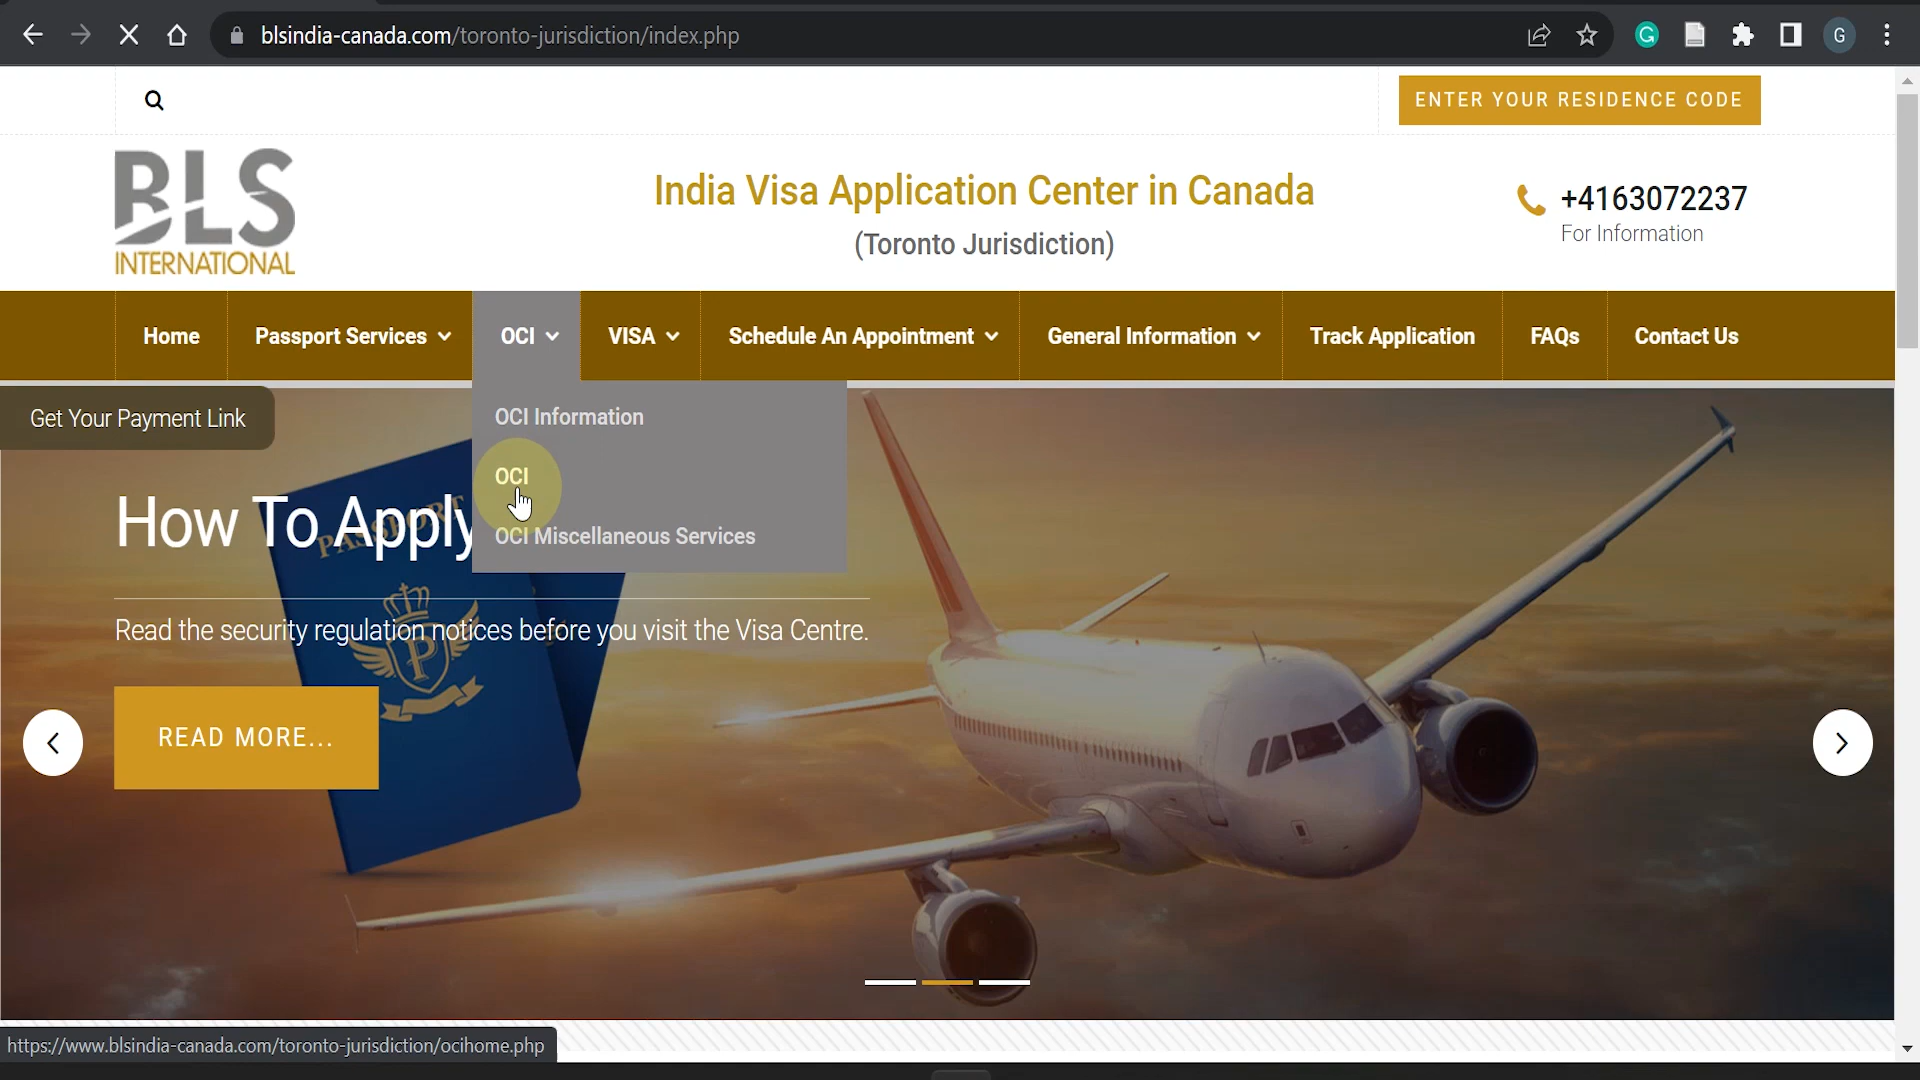 blsindia-canada.com/toronto-jurisdiction/index.php
G
G
ENTER YOUR RESIDENCE CODE
BLS
INTERNATIONAL
India Visa Application Center in Canada
(Toronto Jurisdiction)
+4163072237
For Information
Home
Passport Services
OCI
VISA
Schedule An Appointment
General Information
Track Application
FAQs
Contact Us
Get Your Payment Link
OCI Information
OCI
OCI Miscellaneous Services
How To Apply
PASSPORT
P
Read the security regulation notices before you visit the Visa Centre.
READ MORE...
https://www.blsindia-canada.com/toronto-jurisdiction/ocihome.php